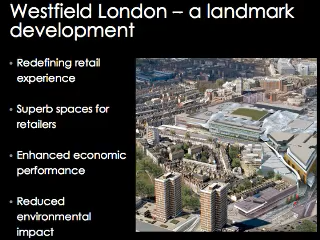 Westfield London – a landmark
development
• Redefining retail
experience
• Superb spaces for
retailers
• Enhanced economic
performance
• Reduced
environmental
impact